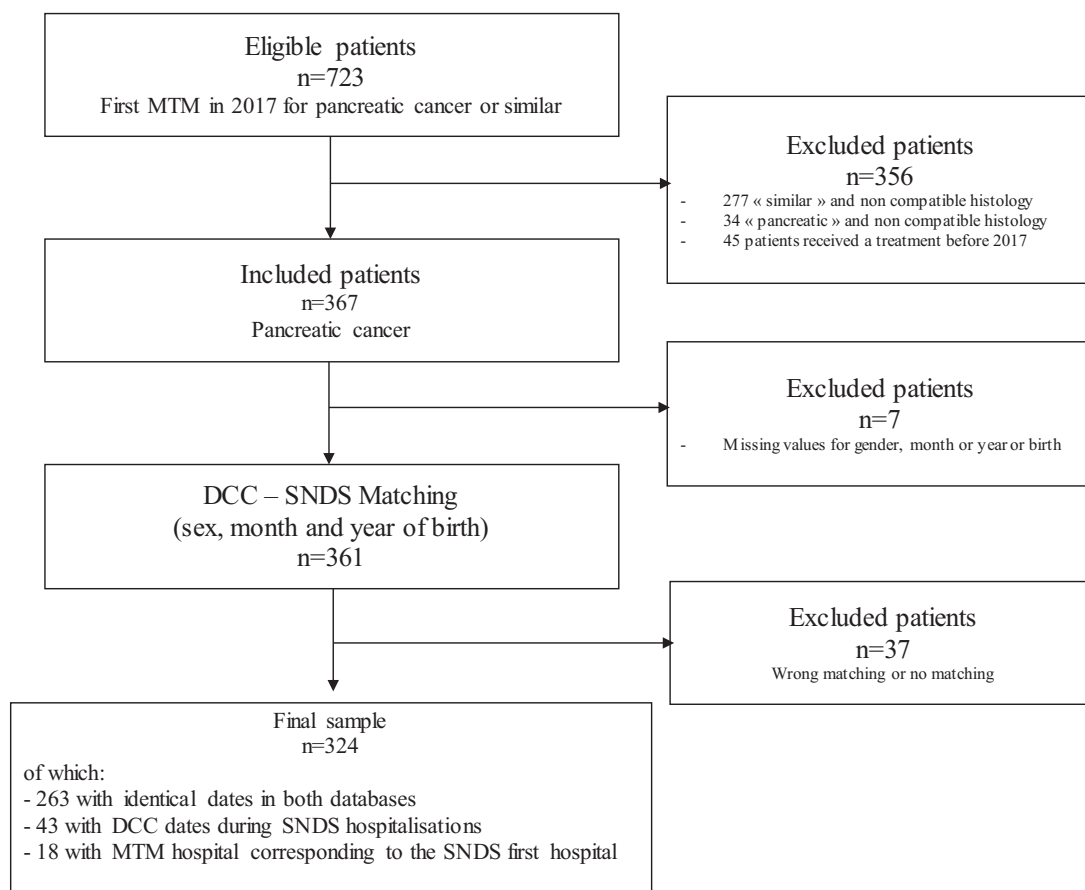 Eligible patients
n=723
First MTM in 2017 for pancreatic cancer or similar
Excluded patients
n=356
- 277 « similar » and non compatible histology
- 34 « pancreatic » and non compatible histology
- 45 patients received a treatment before 2017
Included patients
n=367
Pancreatic cancer
Excluded patients
n=7
- Missing values for gender, month or year or birth
DCC – SNDS Matching
(sex, month and year of birth)
n=361
Excluded patients
n=37
Wrong matching or no matching
Final sample
n=324
of which:
- 263 with identical dates in both databases
- 43 with DCC dates during SNDS hospitalisations
- 18 with MTM hospital corresponding to the SNDS first hospital